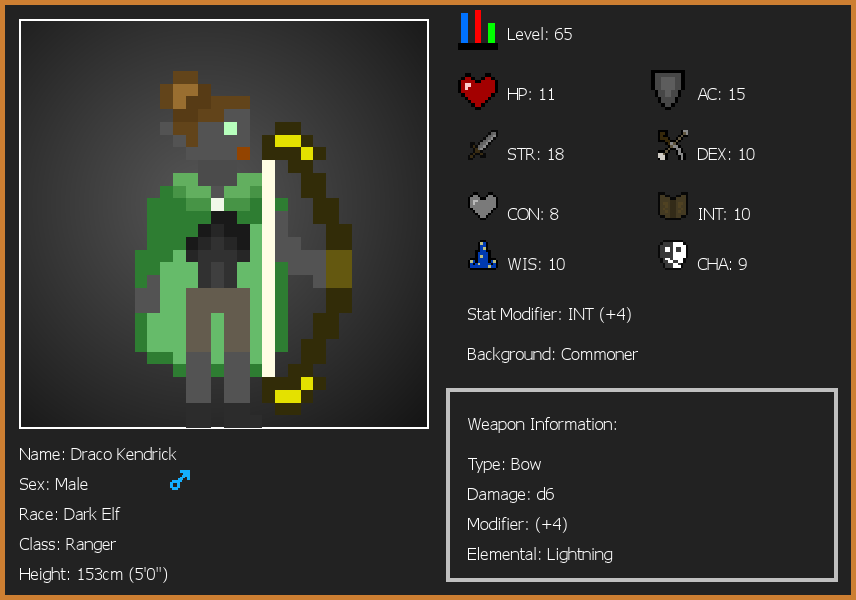 Level: 65
HP: 11
AC: 15
STR: 18
DEX: 10
CON: 8
INT: 10
WIS: 10
CHA: 9
Stat Modifier: INT (+4)
Background: Commoner
Weapon Information:
Type: Bow
Damage: d6
Modifier: (+4)
Elemental: Lightning
Name: Draco Kendrick
Sex: Male
Race: Dark Elf
Class: Ranger
Height: 153cm (5'0")